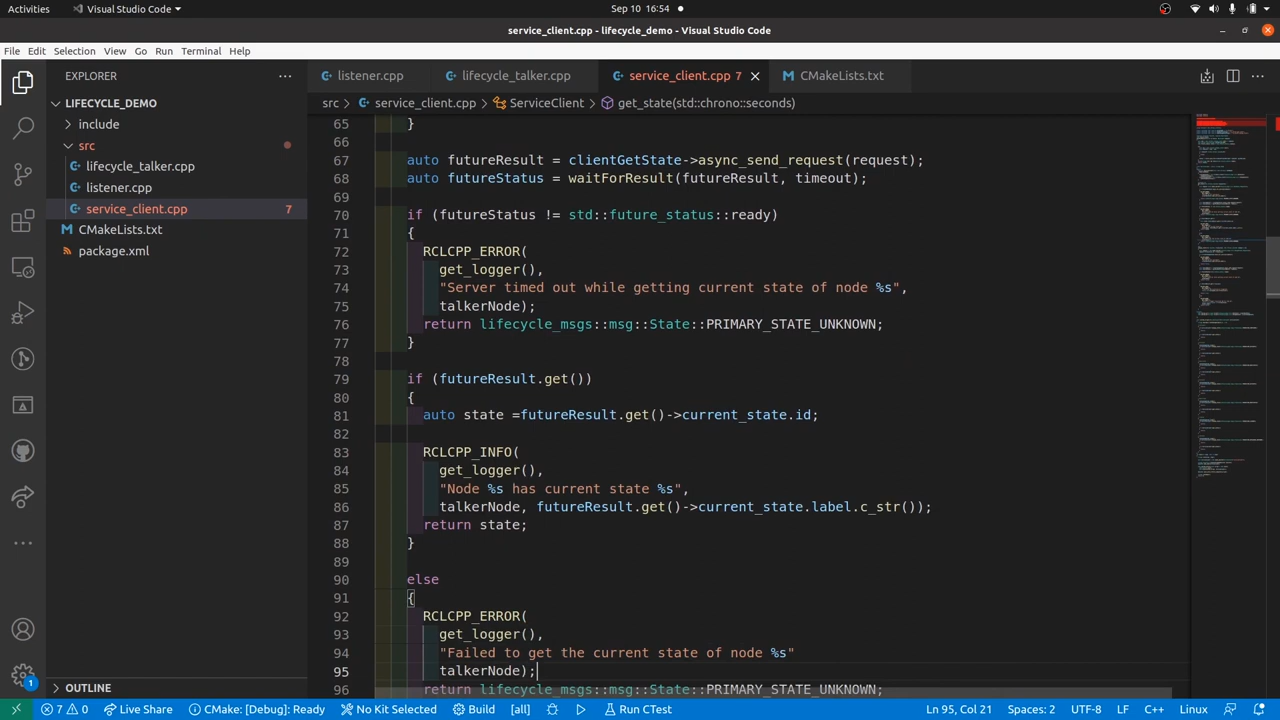 Activities
Visual Studio Code
Sep 10 16:54
service_client.cpp - lifecycle_demo - Visual Studio Code
File Edit Selection View Go Run Terminal Help
EXPLORER
listener.cpp
lifecycle_talker.cpp
service_client.cpp 7
CMakeLists.txt
LIFECYCLE_DEMO
include
src
lifecycle_talker.cpp
listener.cpp
service_client.cpp 7
CMakeLists.txt
package.xml
OUTLINE
src > service_client.cpp > ServiceClient > get_state(std::chrono::seconds)
65 }
66
67 auto futureResult = clientGetState->async_send_request(request);
68 auto futureStatus = waitForResult(futureResult, timeout);
69
70 if (futureStatus != std::future_status::ready)
71 {
72 RCLCPP_ERROR(
73 get_logger(),
74 "Server Timed out while getting current state of node %s",
75 talkerNode);
76 return lifecycle_msgs::msg::State::PRIMARY_STATE_UNKNOWN;
77 }
78
79 if (futureResult.get())
80 {
81 auto state =futureResult.get()->current_state.id;
82
83 RCLCPP_INFO(
84 get_logger(),
85 "Node %s has current state %s",
86 talkerNode, futureResult.get()->current_state.label.c_str());
87 return state;
88 }
89
90 else
91 {
92 RCLCPP_ERROR(
93 get_logger(),
94 "Failed to get the current state of node %s"
95 talkerNode);
96 return lifecycle_msgs::msg::State::PRIMARY_STATE_UNKNOWN;
1
7 0 Live Share CMake: [Debug]: Ready No Kit Selected Build [all] Run CTest Ln 95, Col 21 Spaces: 2 UTF-8 LF C++ Linux